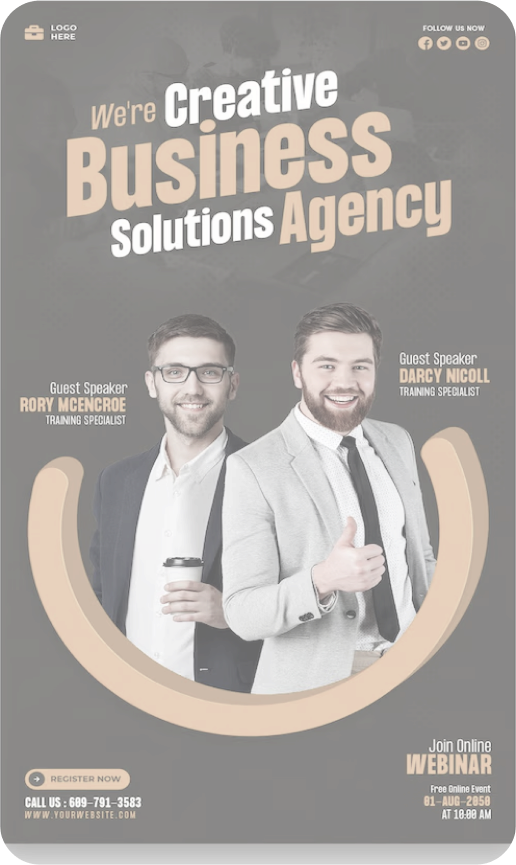 LOGO
HERE
FOLLOW US NOW
We're Creative
Business
Solutions Agency
Guest Speaker
DARCY NICOLL
TRAINING SPECIALIST
Guest Speaker
RORY MCENCROE
TRAINING SPECIALIST
Join Online
WEBINAR
REGISTER NOW
CALL US : 609-791-3583
WWW.YOURWEBSITE.COM
Free Online Event
01-AUG-2050
AT 10.00 AM